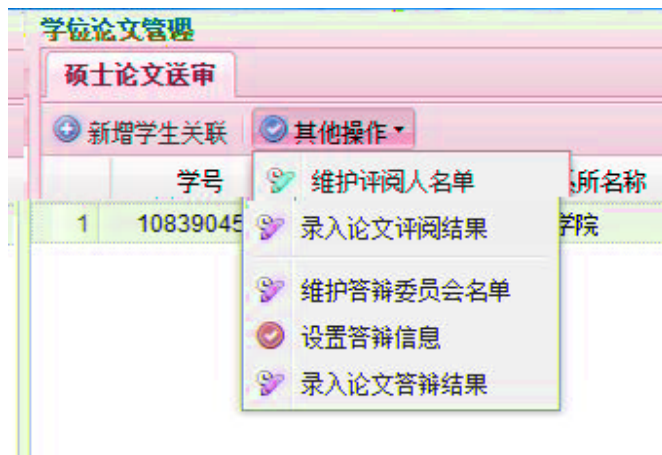 学位论文管理
硕士论文送审
新增学生关联 其他操作
学号 所名称
维护评阅人名单
1 10839045 学院
录入论文评阅结果
维护答辩委员会名单
设置答辩信息
录入论文答辩结果